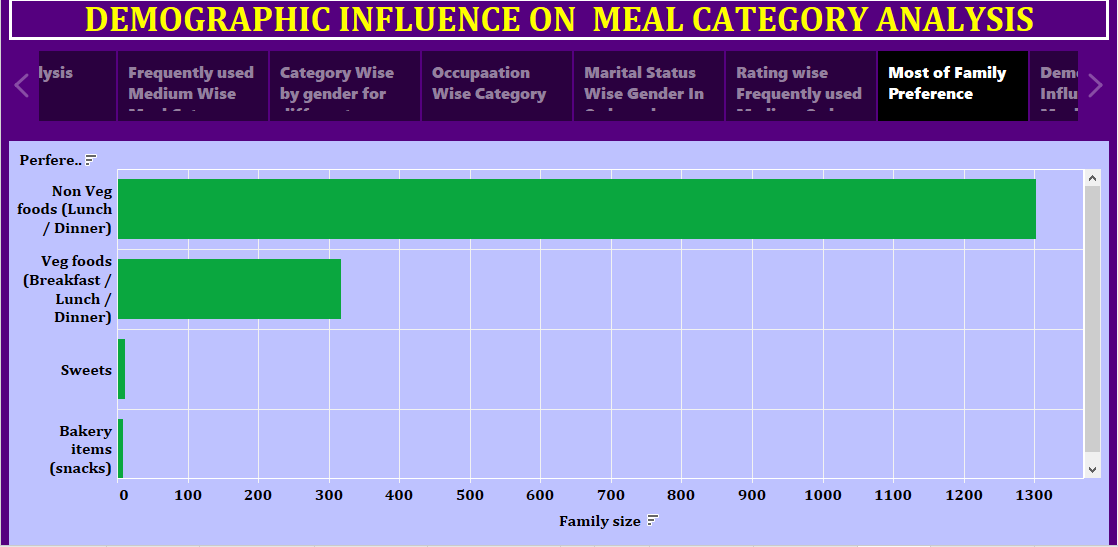 DEMOGRAPHIC INFLUENCE ON MEAL CATEGORY ANALYSIS
lysis
Frequently used
Medium Wise
Category Wise
by gender for
Occupaation
Wise Category
Marital Status
Wise Gender In
Rating wise
Frequently used
Most of Family
Preference
Demo
Influ
Perfere..
Non Veg
foods (Lunch
/ Dinner)
Veg foods
(Breakfast /
Lunch /
Dinner)
Sweets
Bakery
items
(snacks)
0 100 200 300 400 500 600 700 800 900 1000 1100 1200 1300
Family size